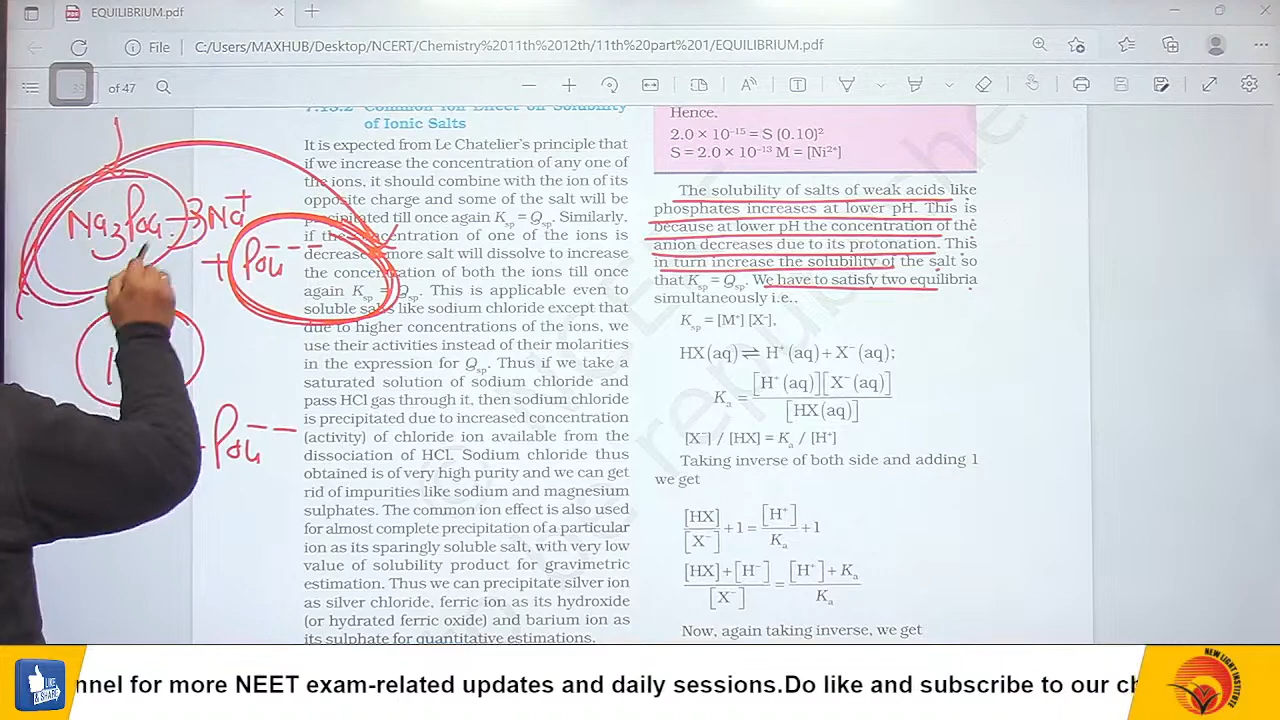 EQUILIBRIUM.pdf
File
C:/Users/MAXHUB/Desktop/NCERT/Chemistry%2011th%2012th/11th%20part%201/EQUILIBRIUM.pdf
39 of 47
7.13.2 Common Ion Effect on Solubility
of Ionic Salts
It is expected from Le Chatelier's principle that
if we increase the concentration of any one of
the ions, it should combine with the ion of its
opposite charge and some of the salt will be
precipitated till once again Ksp = Qsp. Similarly,
if the concentration of one of the ions is
decreased, more salt will dissolve to increase
the concentration of both the ions till once
again Ksp = Qsp. This is applicable even to
soluble salts like sodium chloride except that
due to higher concentrations of the ions, we
use their activities instead of their molarities
in the expression for Qsp. Thus if we take a
saturated solution of sodium chloride and
pass HCl gas through it, then sodium chloride
is precipitated due to increased concentration
(activity) of chloride ion available from the
dissociation of HCl. Sodium chloride thus
obtained is of very high purity and we can get
rid of impurities like sodium and magnesium
sulphates. The common ion effect is also used
for almost complete precipitation of a particular
ion as its sparingly soluble salt, with very low
value of solubility product for gravimetric
estimation. Thus we can precipitate silver ion
as silver chloride, ferric ion as its hydroxide
(or hydrated ferric oxide) and barium ion as
its sulphate for quantitative estimations.
Hence,
2.0 × 10⁻¹⁵ = S (0.10)²
S = 2.0 × 10⁻¹³ M = [Ni²⁺]
The solubility of salts of weak acids like
phosphates increases at lower pH. This is
because at lower pH the concentration of the
anion decreases due to its protonation. This
in turn increase the solubility of the salt so
that Ksp = Qsp. We have to satisfy two equilibria
simultaneously i.e.,
Ksp = [M⁺] [X⁻],
HX(aq) ⇌ H⁺(aq) + X⁻(aq);
Ka = [H⁺(aq)][X⁻(aq)] / [HX(aq)]
[X⁻] / [HX] = Ka / [H⁺]
Taking inverse of both side and adding 1
we get
[HX]/[X⁻] + 1 = [H⁺]/Ka + 1
[HX]+[H⁻]/[X⁻] = [H⁺]+Ka/Ka
Now, again taking inverse, we get
Na3PO4 → 3Na⁺
+ PO4⁻⁻⁻
PO4⁻⁻
LIKE & SHARE
nnel for more NEET exam-related updates and daily sessions.Do like and subscribe to our ch
NEW LIGHT INSTITUTE